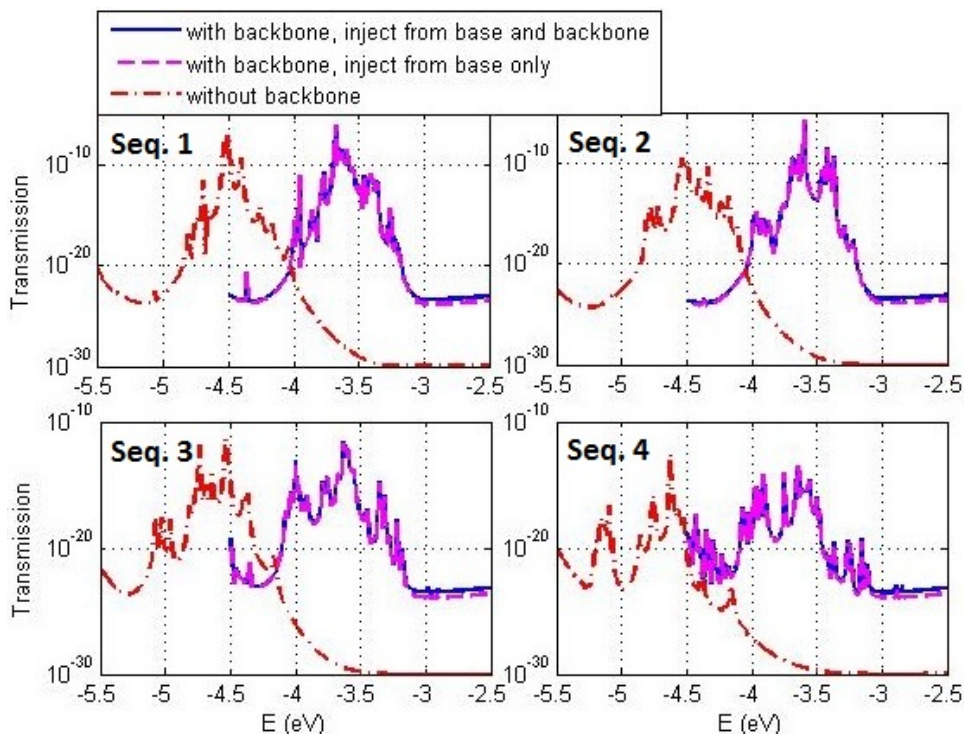 with backbone, inject from base and backbone
with backbone, inject from base only
without backbone
Seq. 1
Seq. 2
Transmission
10^-10
10^-20
10^-30
-5.5 -5 -4.5 -4 -3.5 -3 -2.5
10^-10
10^-20
10^-30
-5.5 -5 -4.5 -4 -3.5 -3 -2.5
Seq. 3
Seq. 4
Transmission
10^-10
10^-20
10^-30
-5.5 -5 -4.5 -4 -3.5 -3 -2.5
E (eV)
10^-10
10^-20
10^-30
-5.5 -5 -4.5 -4 -3.5 -3 -2.5
E (eV)